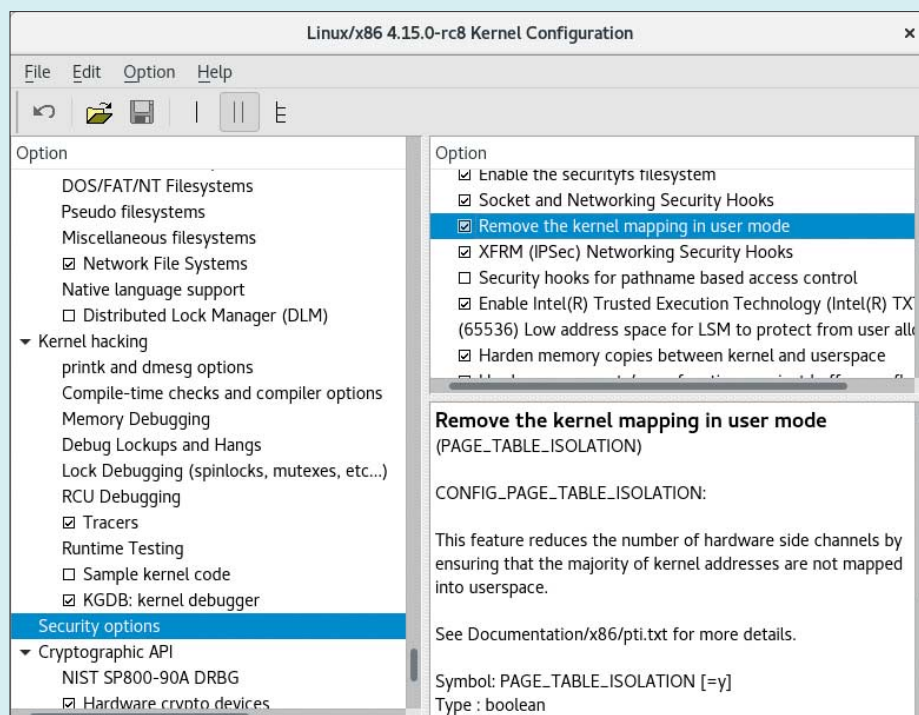 Linux/x86 4.15.0-rc8 Kernel Configuration
File Edit Option Help
Option
DOS/FAT/NT Filesystems
Pseudo filesystems
Miscellaneous filesystems
Network File Systems
Native language support
Distributed Lock Manager (DLM)
Kernel hacking
printk and dmesg options
Compile-time checks and compiler options
Memory Debugging
Debug Lockups and Hangs
Lock Debugging (spinlocks, mutexes, etc...)
RCU Debugging
Tracers
Runtime Testing
Sample kernel code
KGDB: kernel debugger
Security options
Cryptographic API
NIST SP800-90A DRBG
Hardware crypto devices
Option
Enable the securityfs filesystem
Socket and Networking Security Hooks
Remove the kernel mapping in user mode
XFRM (IPSec) Networking Security Hooks
Security hooks for pathname based access control
Enable Intel(R) Trusted Execution Technology (Intel(R) TXT
(65536) Low address space for LSM to protect from user allo
Harden memory copies between kernel and userspace
Remove the kernel mapping in user mode
(PAGE_TABLE_ISOLATION)
CONFIG_PAGE_TABLE_ISOLATION:
This feature reduces the number of hardware side channels by
ensuring that the majority of kernel addresses are not mapped
into userspace.
See Documentation/x86/pti.txt for more details.
Symbol: PAGE_TABLE_ISOLATION [=y]
Type : boolean